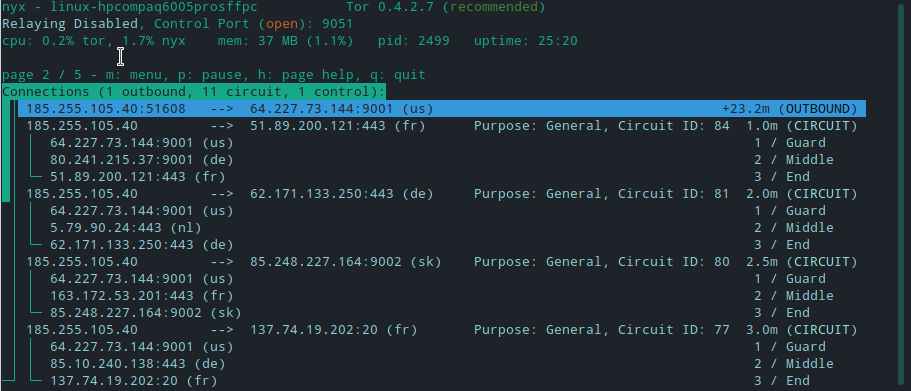 nyx - linux-hpcompaq6005prosffpc Tor 0.4.2.7 (recommended)
Relaying Disabled, Control Port (open): 9051
cpu: 0.2% tor, 1.7% nyx mem: 37 MB (1.1%) pid: 2499 uptime: 25:20
page 2 / 5 - m: menu, p: pause, h: page help, q: quit
Connections (1 outbound, 11 circuit, 1 control):
185.255.105.40:51608 --> 64.227.73.144:9001 (us) +23.2m (OUTBOUND)
185.255.105.40 --> 51.89.200.121:443 (fr) Purpose: General, Circuit ID: 84 1.0m (CIRCUIT)
64.227.73.144:9001 (us) 1 / Guard
80.241.215.37:9001 (de) 2 / Middle
51.89.200.121:443 (fr) 3 / End
185.255.105.40 --> 62.171.133.250:443 (de) Purpose: General, Circuit ID: 81 2.0m (CIRCUIT)
64.227.73.144:9001 (us) 1 / Guard
5.79.90.24:443 (nl) 2 / Middle
62.171.133.250:443 (de) 3 / End
185.255.105.40 --> 85.248.227.164:9002 (sk) Purpose: General, Circuit ID: 80 2.5m (CIRCUIT)
64.227.73.144:9001 (us) 1 / Guard
163.172.53.201:443 (fr) 2 / Middle
85.248.227.164:9002 (sk) 3 / End
185.255.105.40 --> 137.74.19.202:20 (fr) Purpose: General, Circuit ID: 77 3.0m (CIRCUIT)
64.227.73.144:9001 (us) 1 / Guard
85.10.240.138:443 (de) 2 / Middle
137.74.19.202:20 (fr) 3 / End